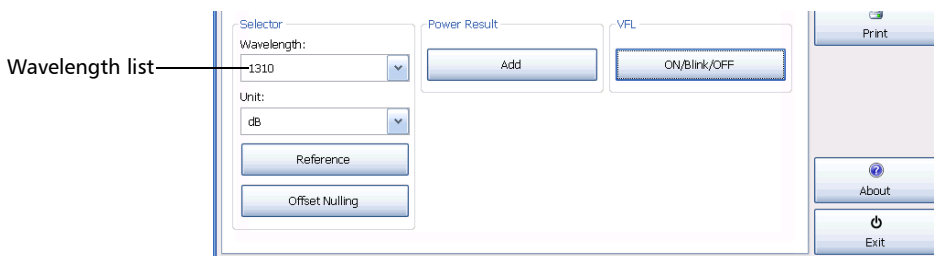 Selector
Power Result
VFL
Print
Wavelength:
Wavelength list
1310
Add
ON/Blink/OFF
Unit:
dB
Reference
Offset Nulling
About
Exit